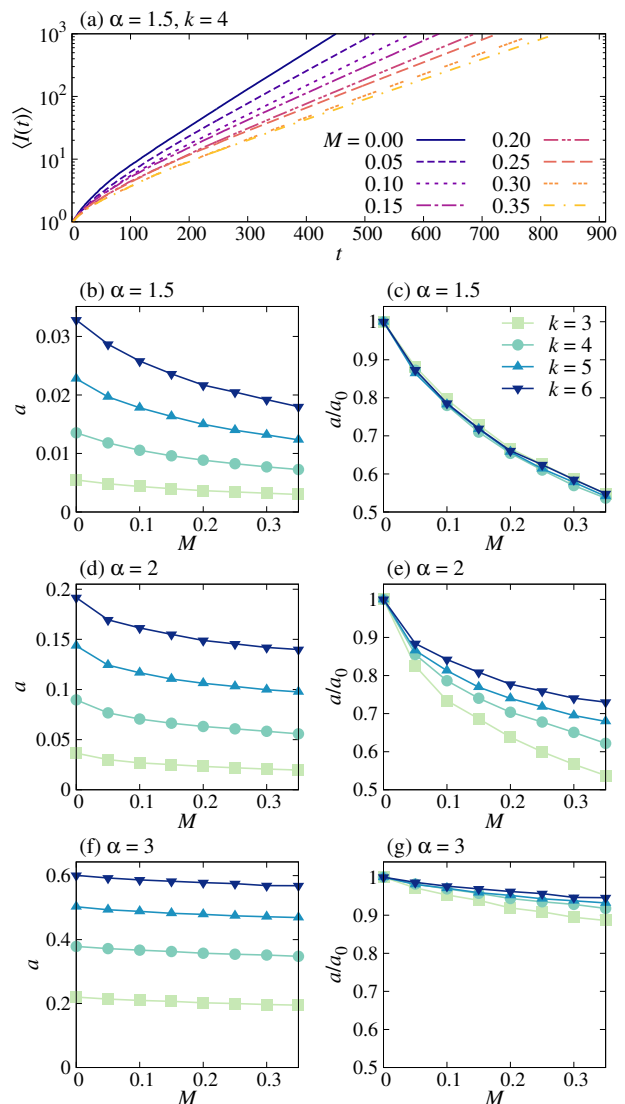 (a) α = 1.5, k = 4
10³
10²
10¹
10⁰
⟨I(t)⟩
M = 0.00
0.05
0.10
0.15
0.20
0.25
0.30
0.35
100 200 300 400 500 600 700 800 900
t
(b) α = 1.5
0.03
0.02
0.01
0
a
0 0.1 0.2 0.3
M
(c) α = 1.5
1
0.9
0.8
0.7
0.6
0.5
a/a₀
k = 3
k = 4
k = 5
k = 6
0 0.1 0.2 0.3
M
(d) α = 2
0.2
0.15
0.1
0.05
0
a
0 0.1 0.2 0.3
M
(e) α = 2
1
0.9
0.8
0.7
0.6
0.5
a/a₀
0 0.1 0.2 0.3
M
(f) α = 3
0.6
0.4
0.2
0
a
0 0.1 0.2 0.3
M
(g) α = 3
1
0.9
0.8
0.7
0.6
0.5
a/a₀
0 0.1 0.2 0.3
M